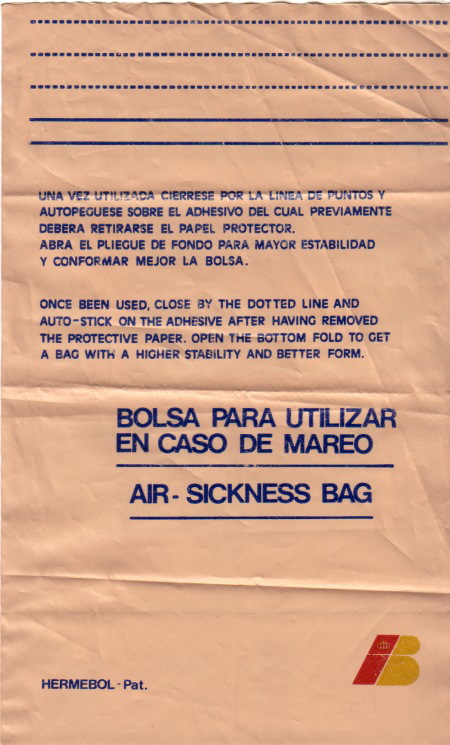 UNA VEZ UTILIZADA CIERRESE POR LA LINEA DE PUNTOS Y
AUTOPEGUESE SOBRE EL ADHESIVO DEL CUAL PREVIAMENTE
DEBERA RETIRARSE EL PAPEL PROTECTOR.
ABRA EL PLIEGUE DE FONDO PARA MAYOR ESTABILIDAD
Y CONFORMAR MEJOR LA BOLSA.
ONCE BEEN USED, CLOSE BY THE DOTTED LINE AND
AUTO-STICK ON THE ADHESIVE AFTER HAVING REMOVED
THE PROTECTIVE PAPER. OPEN THE BOTTOM FOLD TO GET
A BAG WITH A HIGHER STABILITY AND BETTER FORM.
BOLSA PARA UTILIZAR
EN CASO DE MAREO
AIR - SICKNESS BAG
IB
HERMEBOL - Pat.